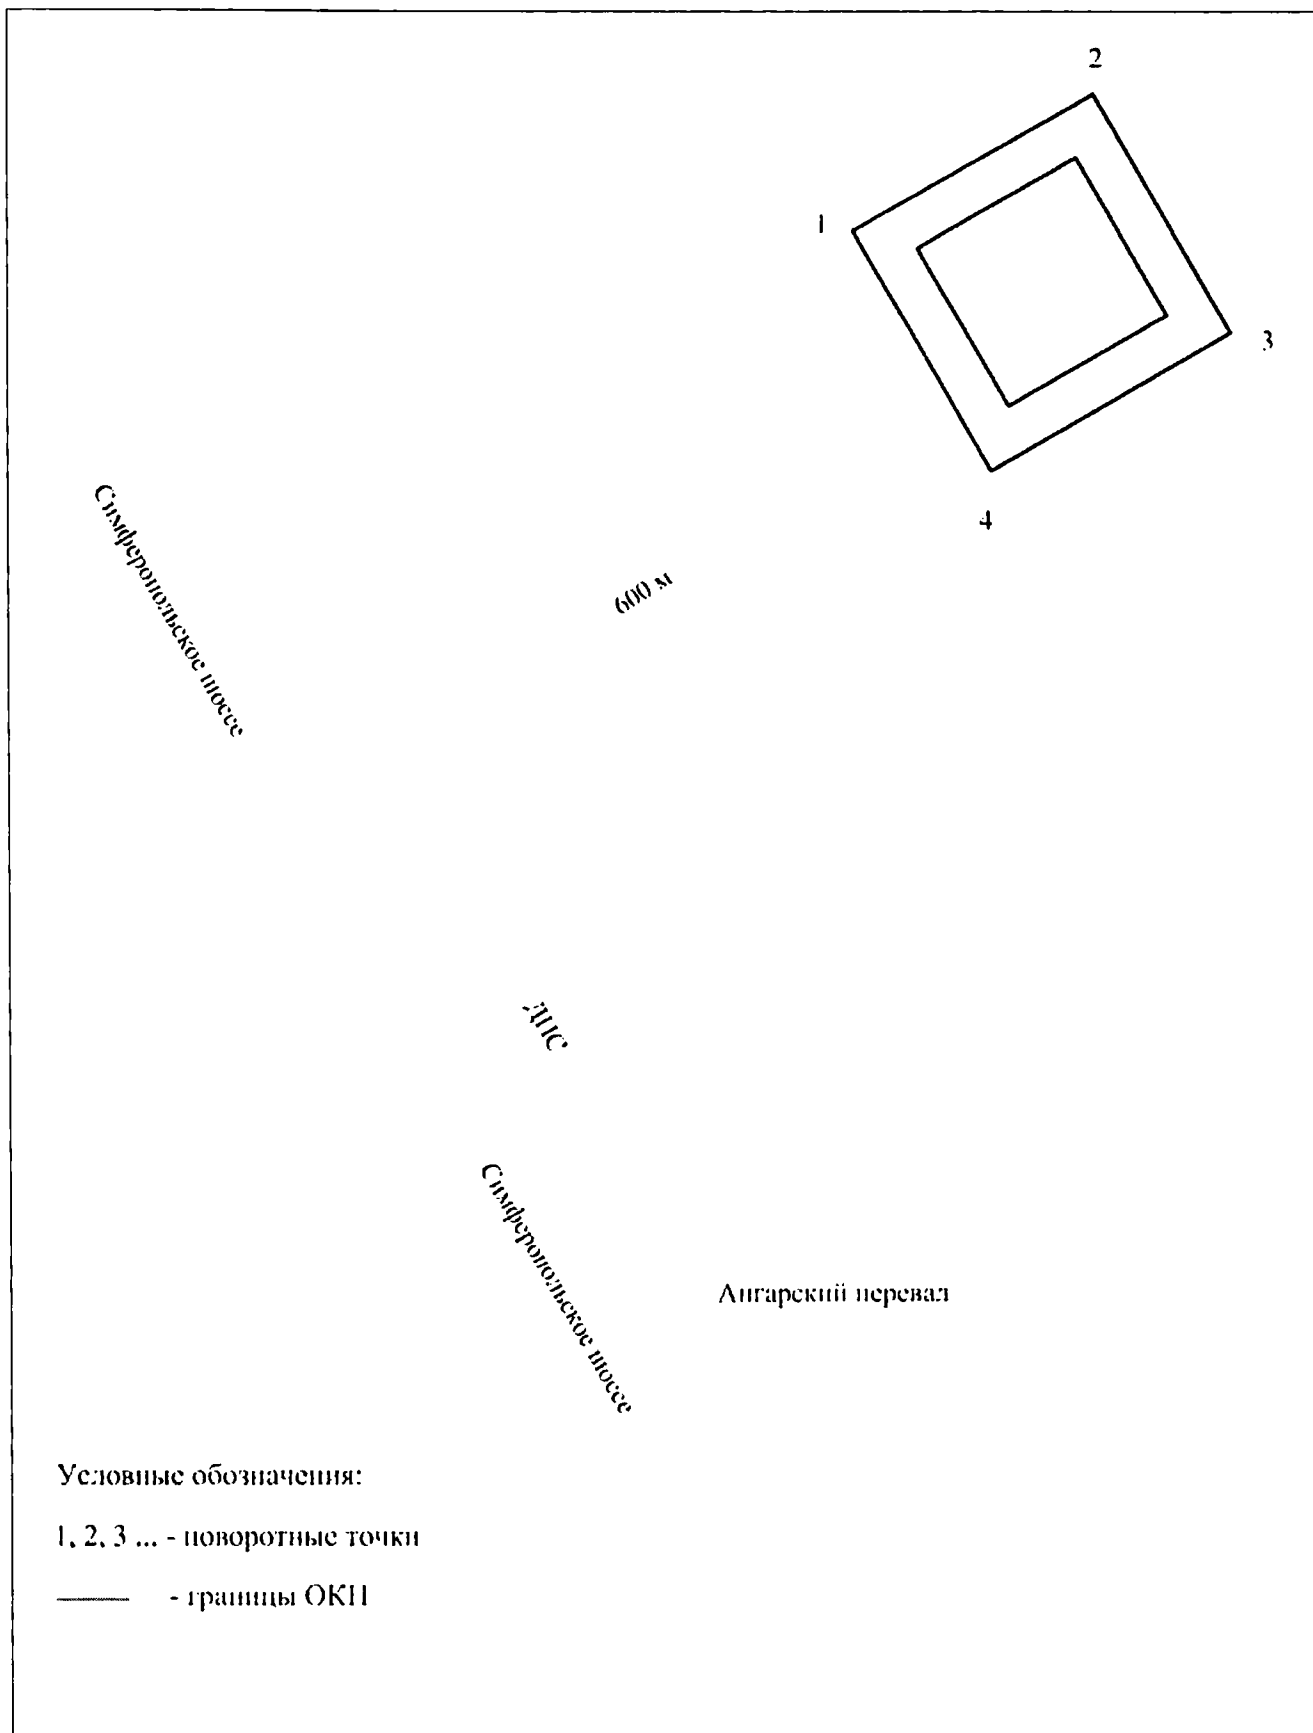 2
1
3
4
Симферопольское шоссе
600 м
-ДПС
Симферопольское шоссе
Ангарский перевал
Условные обозначения:
1, 2, 3 ... - поворотные точки
- границы ОКН